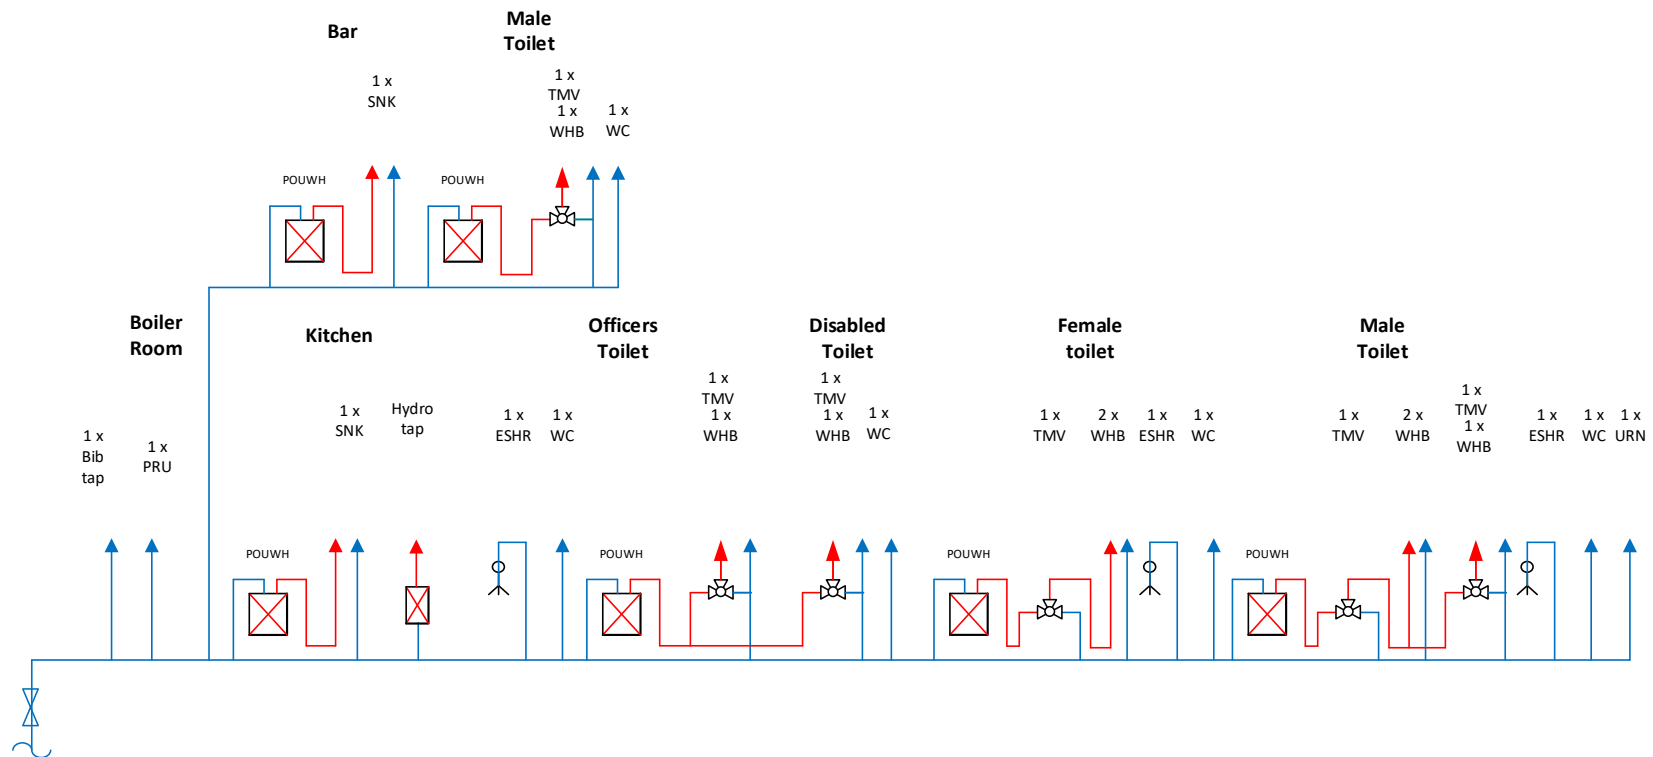 Bar
Male
Toilet
1 x
SNK
1 x
TMV
1 x
WHB
1 x
WC
POUWH
POUWH
Boiler
Room
Kitchen
Officers
Toilet
Disabled
Toilet
Female
toilet
Male
Toilet
1 x
Bib
tap
1 x
PRU
1 x
SNK
Hydro
tap
1 x
ESHR
1 x
WC
1 x
TMV
1 x
WHB
1 x
TMV
1 x
WHB
1 x
WC
1 x
TMV
2 x
WHB
1 x
ESHR
1 x
WC
1 x
TMV
2 x
WHB
1 x
TMV
1 x
WHB
1 x
ESHR
1 x
WC
1 x
URN
POUWH
POUWH
POUWH
POUWH